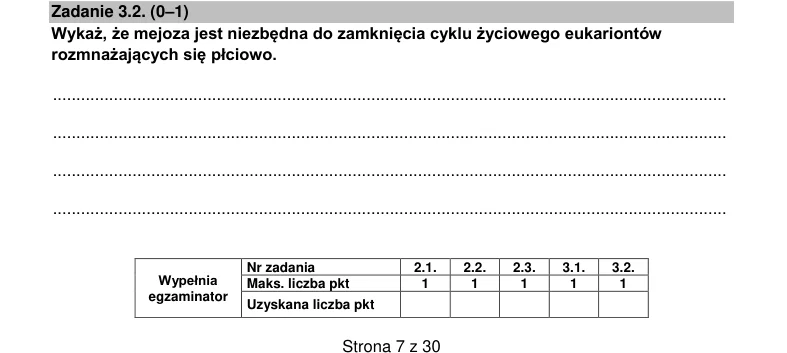 Zadanie 3.2. (0–1)
Wykaż, że mejoza jest niezbędna do zamknięcia cyklu życiowego eukariontów
rozmnażających się płciowo.
....................................................................................................................................................
....................................................................................................................................................
....................................................................................................................................................
....................................................................................................................................................
Wypełnia egzaminator
Nr zadania 2.1. 2.2. 2.3. 3.1. 3.2.
Maks. liczba pkt 1 1 1 1 1
Uzyskana liczba pkt
Strona 7 z 30